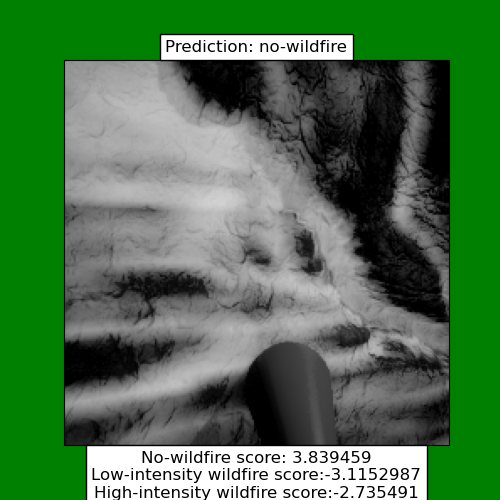 Prediction: no-wildfire
No-wildfire score: 3.839459
Low-intensity wildfire score:-3.1152987
High-intensity wildfire score:-2.735491